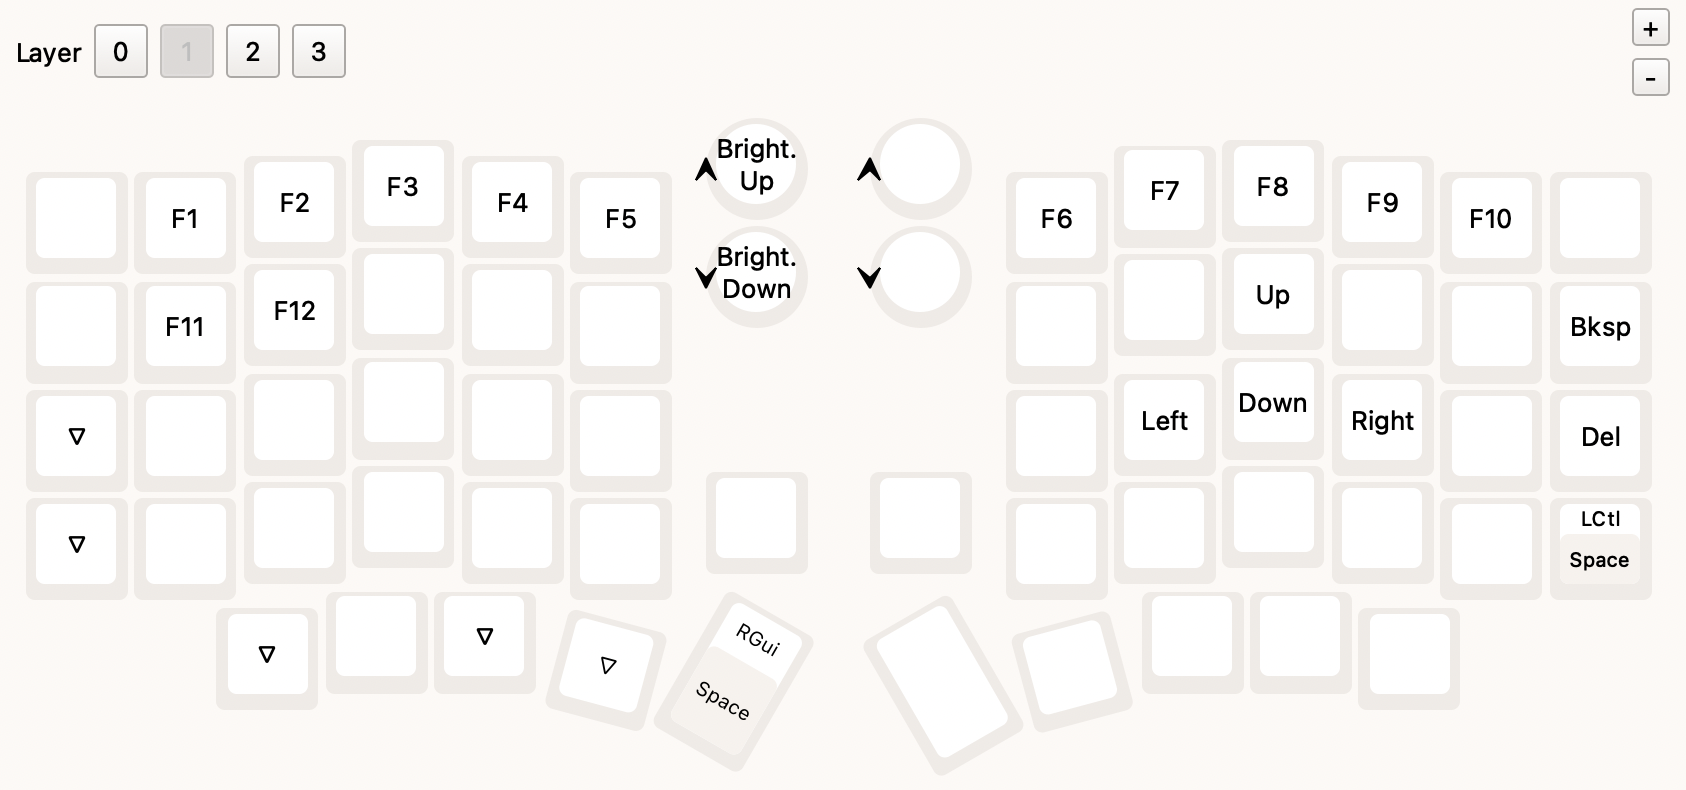 Layer 0 1 2 3
+
-
F1 F2 F3 F4 F5
Bright.
Up
F6 F7 F8 F9 F10
Bright.
Down
F11 F12
Up
Bksp
▽
Left Down Right Del
▽
LCtl
Space
▽ ▽ ▽
RGui
Space